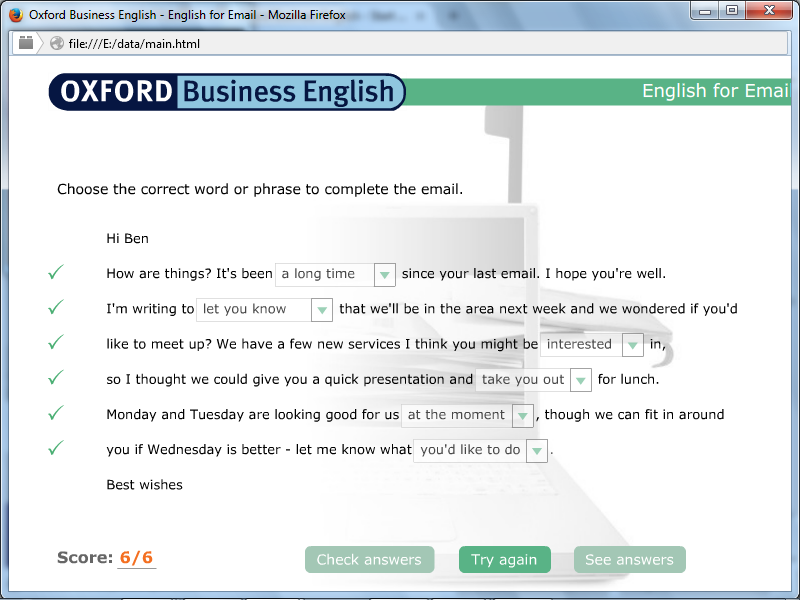 Oxford Business English - English for Email - Mozilla Firefox
file:///E:/data/main.html
OXFORD Business English
English for Emai
Choose the correct word or phrase to complete the email.
Hi Ben
How are things? It's been a long time since your last email. I hope you're well.
I'm writing to let you know that we'll be in the area next week and we wondered if you'd
like to meet up? We have a few new services I think you might be interested in,
so I thought we could give you a quick presentation and take you out for lunch.
Monday and Tuesday are looking good for us at the moment , though we can fit in around
you if Wednesday is better - let me know what you'd like to do .
Best wishes
Score: 6/6
Check answers
Try again
See answers